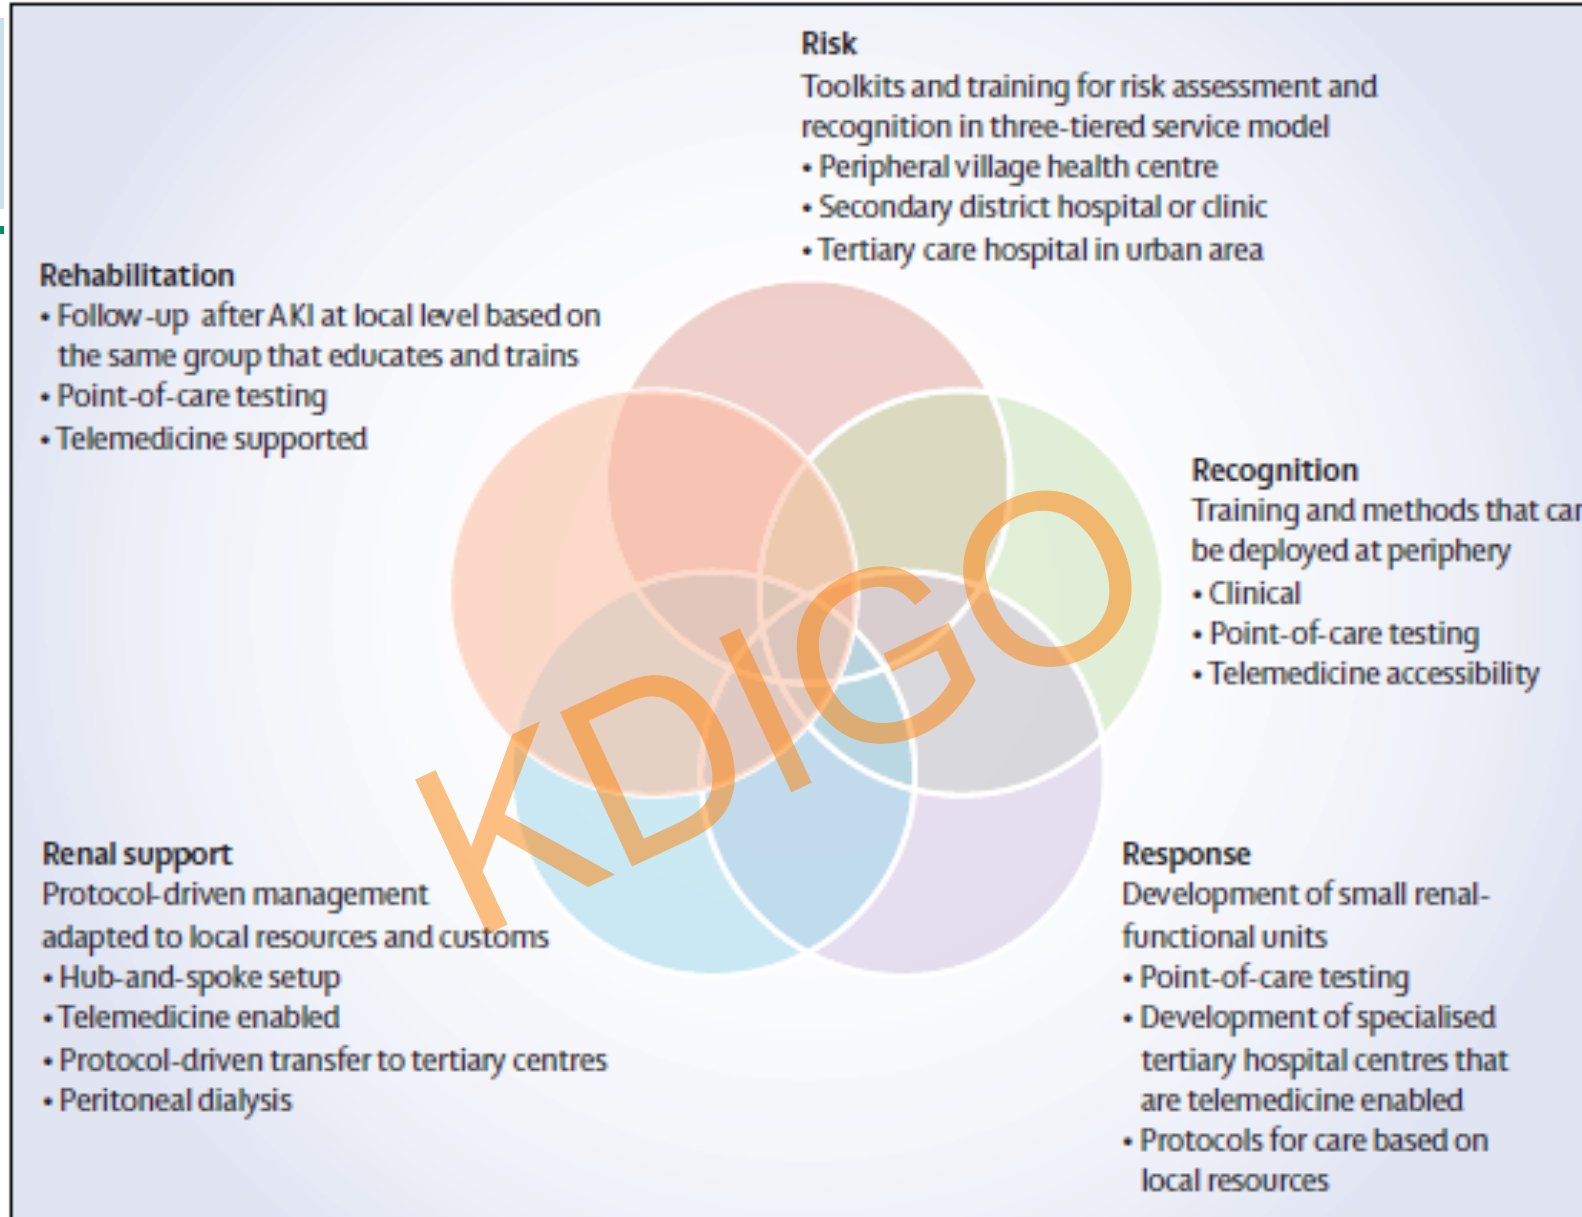 Risk
Toolkits and training for risk assessment and
recognition in three-tiered service model
• Peripheral village health centre
• Secondary district hospital or clinic
• Tertiary care hospital in urban area
Rehabilitation
• Follow-up after AKI at local level based on
the same group that educates and trains
• Point-of-care testing
• Telemedicine supported
Recognition
Training and methods that can
be deployed at periphery
• Clinical
• Point-of-care testing
• Telemedicine accessibility
KDIGO
Renal support
Protocol-driven management
adapted to local resources and customs
• Hub-and-spoke setup
• Telemedicine enabled
• Protocol-driven transfer to tertiary centres
• Peritoneal dialysis
Response
Development of small renal-
functional units
• Point-of-care testing
• Development of specialised
tertiary hospital centres that
are telemedicine enabled
• Protocols for care based on
local resources